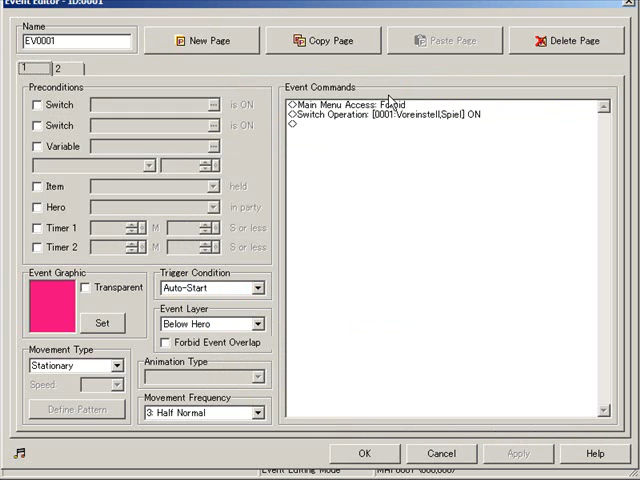 Event Editor - ID:0001
Name
EV0001
New Page
Copy Page
Paste Page
Delete Page
1 2
Preconditions
Switch ... is ON
Switch ... is ON
Variable ...
Item held
Hero in party
Timer 1 M S or less
Timer 2 M S or less
Event Graphic
Transparent
Set
Trigger Condition
Auto-Start
Event Layer
Below Hero
Forbid Event Overlap
Movement Type
Stationary
Speed
Define Pattern
Animation Type
Movement Frequency
3: Half Normal
Event Commands
◇Main Menu Access: Forbid
◇Switch Operation: [0001:Voreinstell,Spiel] ON
◇
OK
Cancel
Apply
Help
Event Editing Mode